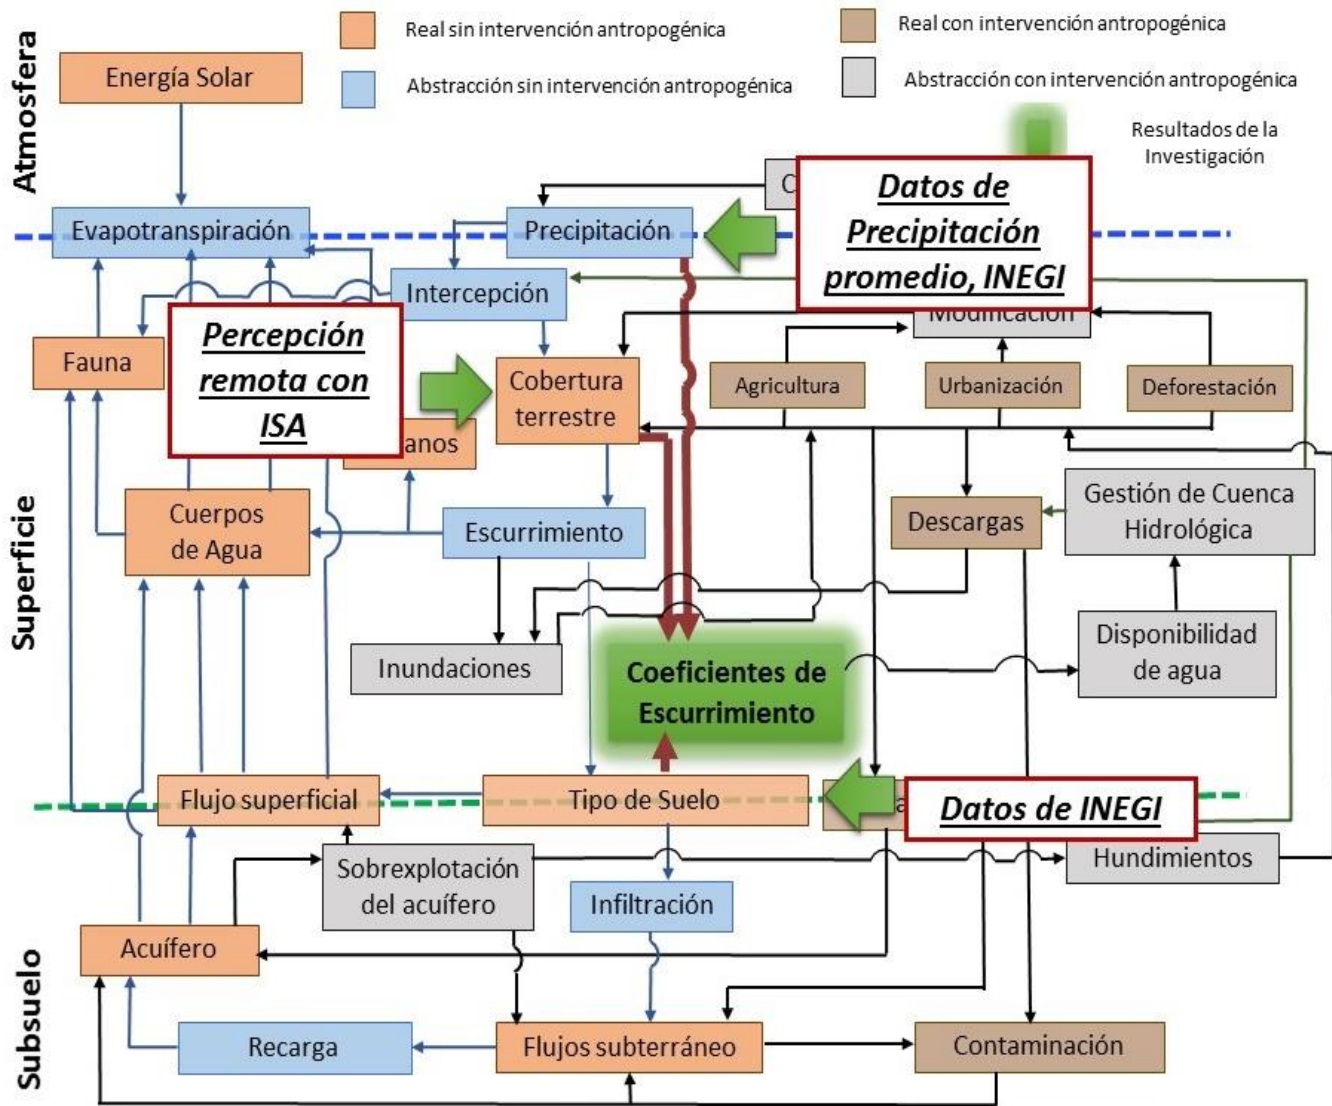 Real sin intervención antropogénica
Real con intervención antropogénica
Abstracción sin intervención antropogénica
Abstracción con intervención antropogénica
Resultados de la
Investigación
Atmosfera
Energía Solar
Evapotranspiración
Precipitación
Datos de
Precipitación
promedio, INEGI
Intercepción
Modificación
Superficie
Fauna
Percepción
remota con
ISA
Cobertura
terrestre
Agricultura
Urbanización
Deforestación
anos
Cuerpos
de Agua
Escurrimiento
Descargas
Gestión de Cuenca
Hidrológica
Inundaciones
Coeficientes de
Escurrimiento
Disponibilidad
de agua
Flujo superficial
Tipo de Suelo
Datos de INEGI
Subsuelo
Sobrexplotación
del acuífero
Hundimientos
Infiltración
Acuífero
Recarga
Flujos subterráneo
Contaminación